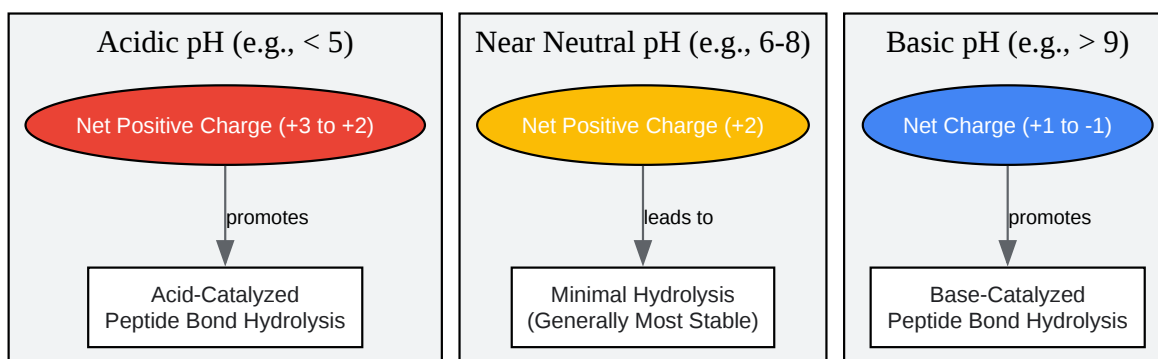 Acidic pH (e.g., < 5)
Net Positive Charge (+3 to +2)
promotes
Acid-Catalyzed
Peptide Bond Hydrolysis
Near Neutral pH (e.g., 6-8)
Net Positive Charge (+2)
leads to
Minimal Hydrolysis
(Generally Most Stable)
Basic pH (e.g., > 9)
Net Charge (+1 to -1)
promotes
Base-Catalyzed
Peptide Bond Hydrolysis